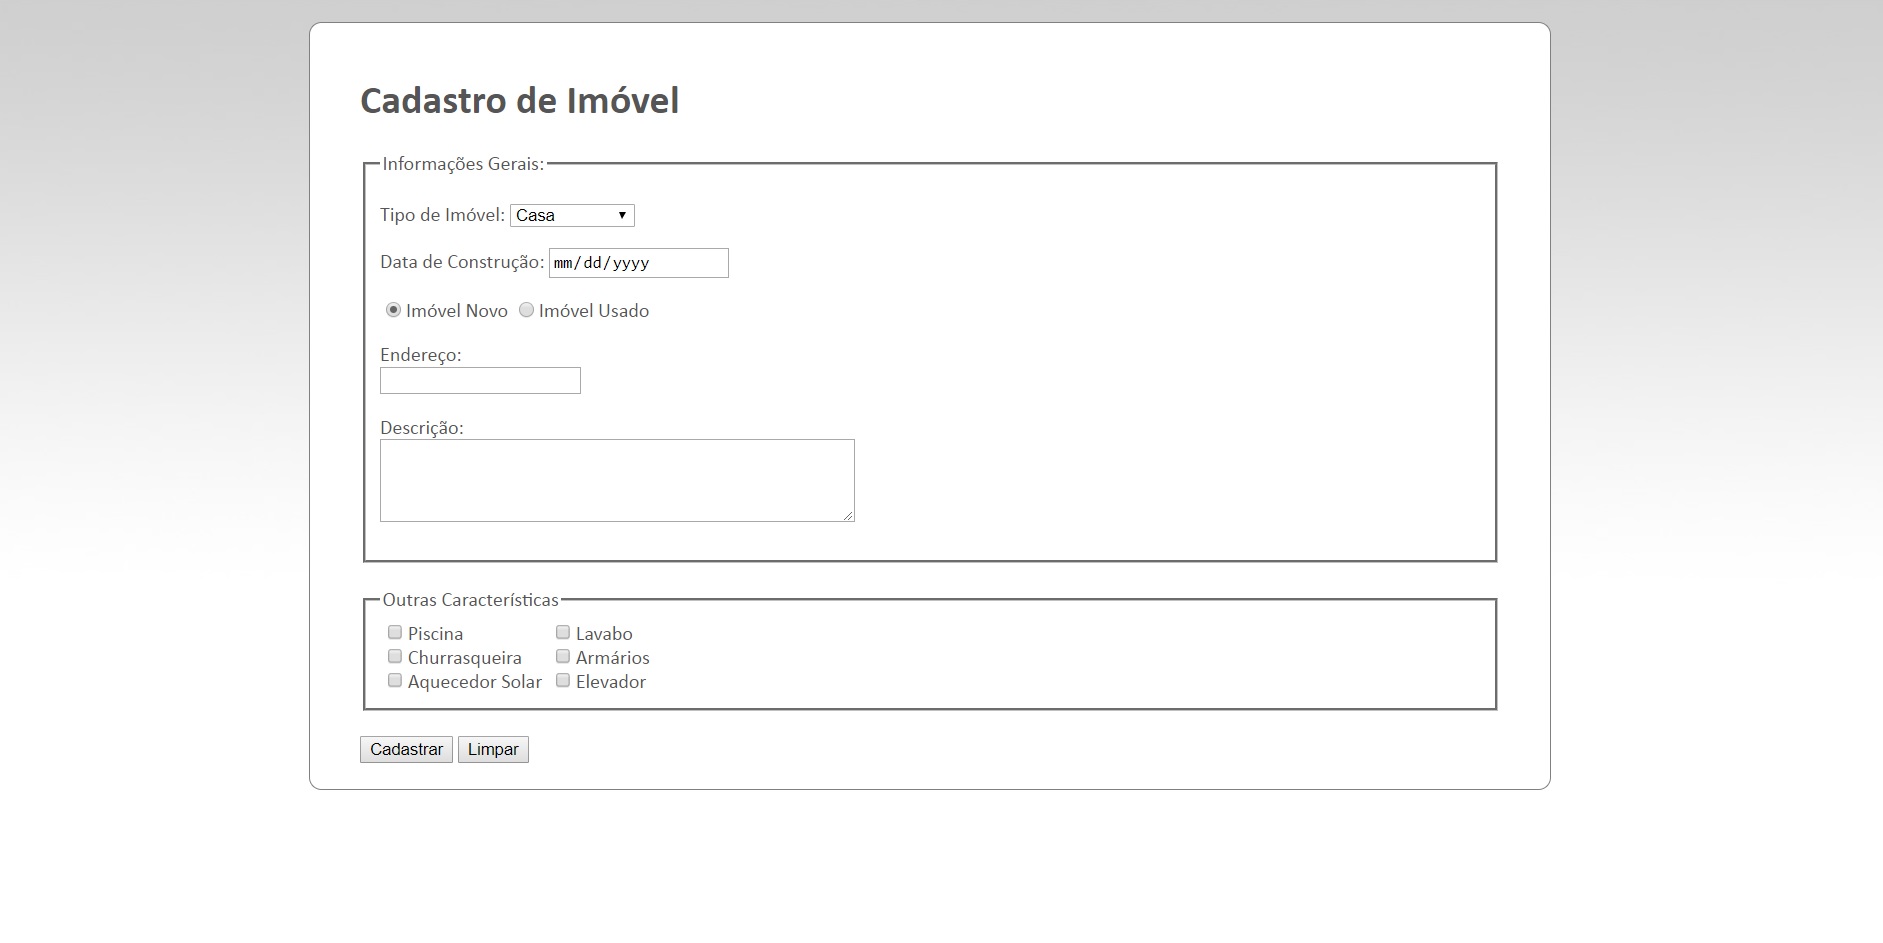 Cadastro de Imóvel
Informações Gerais:
Tipo de Imóvel: Casa
Data de Construção: mm/dd/yyyy
Imóvel Novo Imóvel Usado
Endereço:
Descrição:
Outras Características
Piscina Lavabo
Churrasqueira Armários
Aquecedor Solar Elevador
Cadastrar Limpar